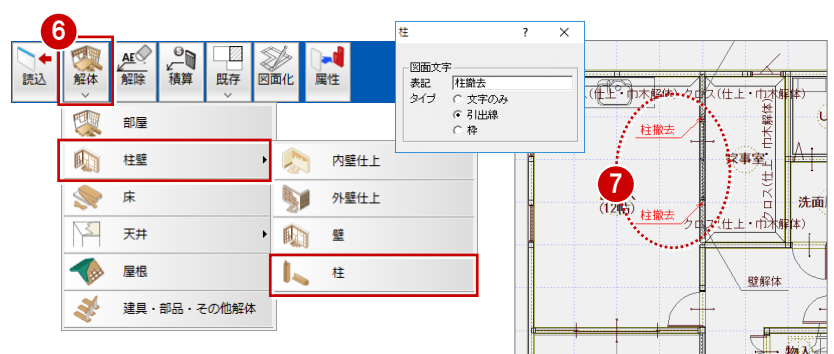 6
読込
解体
AE
解除
積算
既存
図面化
属性
部屋
柱壁
床
天井
屋根
建具・部品・その他解体
内壁仕上
外壁仕上
壁
柱
柱
?
×
図面文字
表記 柱撤去
タイプ 文字のみ
引出線
枠
(仕上・巾木解体)
クロス(仕上・巾木解体)
柱撤去
家事室
クロス(仕上・巾木解体)
7
(12帖)
柱撤去
クロス(仕上・巾木解体)
洗面
壁解体
物入